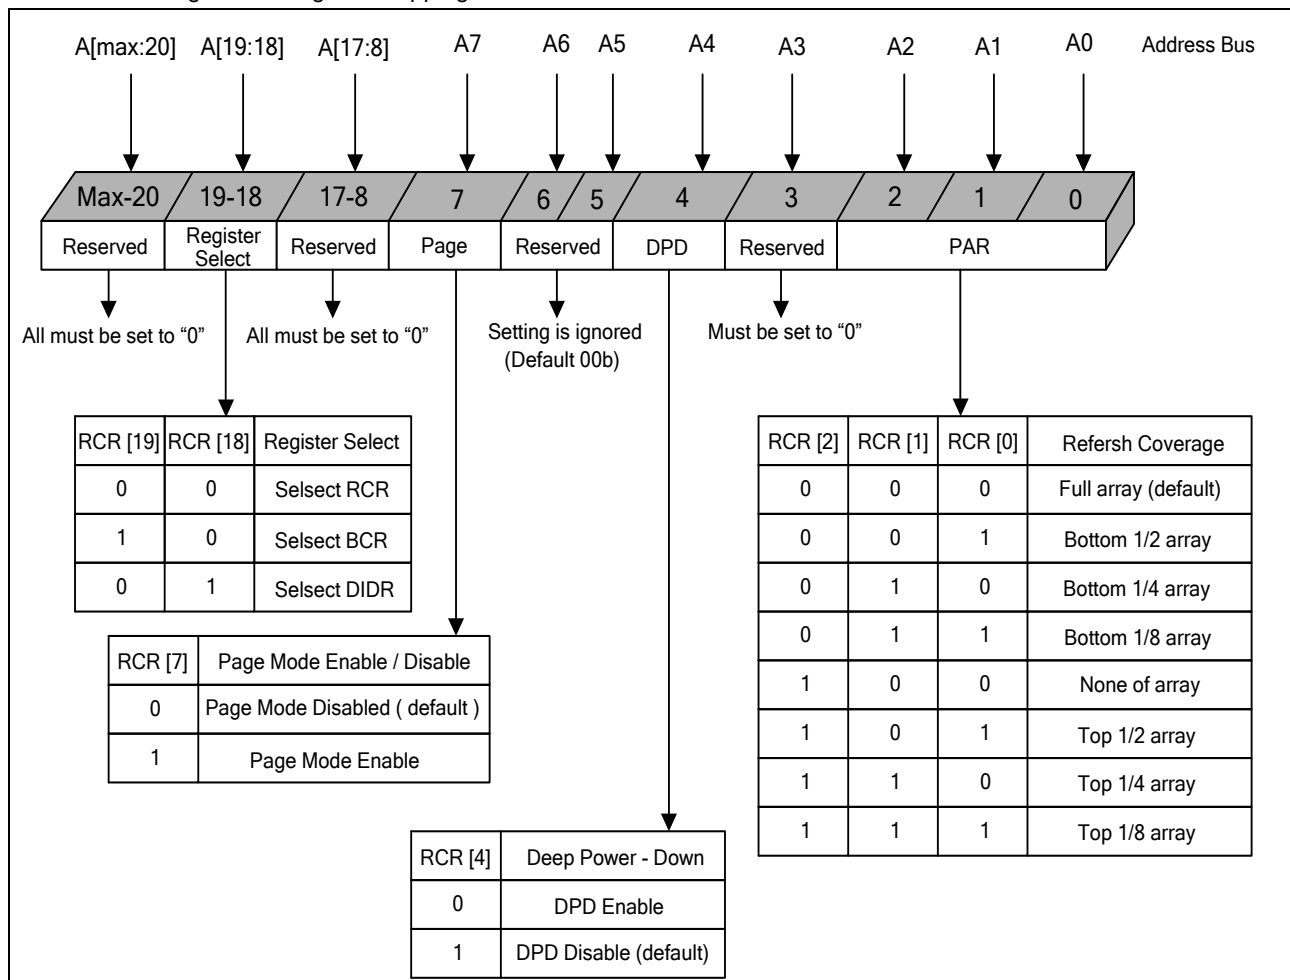 A[max:20] A[19:18] A[17:8] A7 A6 A5 A4 A3 A2 A1 A0 Address Bus
Max-20 19-18 17-8 7 6 5 4 3 2 1 0
Reserved Register Select Reserved Page Reserved DPD Reserved PAR
All must be set to “0” All must be set to “0” Setting is ignored (Default 00b) Must be set to “0”
RCR [19] RCR [18] Register Select
0 0 Selsect RCR
1 0 Selsect BCR
0 1 Selsect DIDR
RCR [7] Page Mode Enable / Disable
0 Page Mode Disabled ( default )
1 Page Mode Enable
RCR [4] Deep Power - Down
0 DPD Enable
1 DPD Disable (default)
RCR [2] RCR [1] RCR [0] Refersh Coverage
0 0 0 Full array (default)
0 0 1 Bottom 1/2 array
0 1 0 Bottom 1/4 array
0 1 1 Bottom 1/8 array
1 0 0 None of array
1 0 1 Top 1/2 array
1 1 0 Top 1/4 array
1 1 1 Top 1/8 array